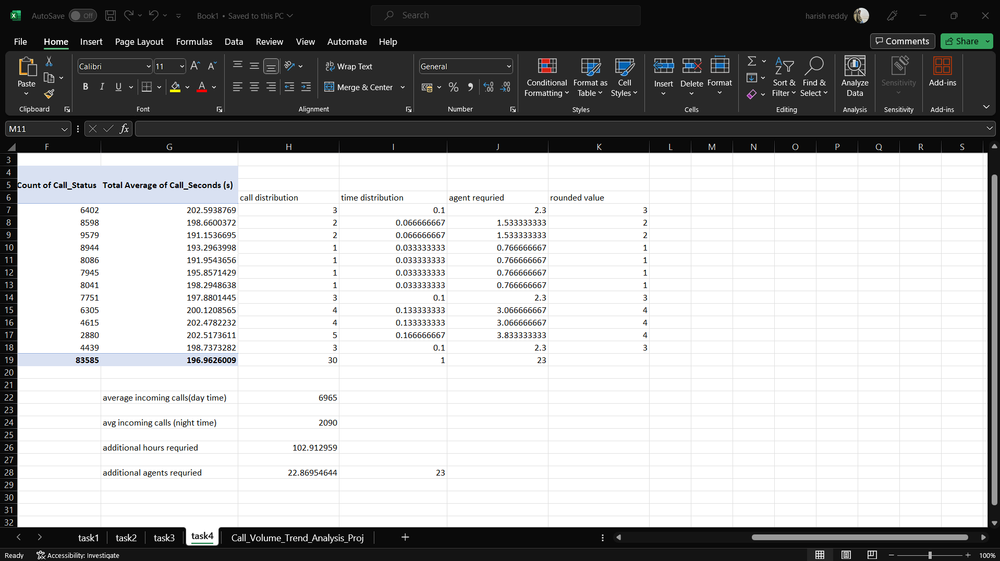 AutoSave Off Book1 • Saved to this PC Search harish reddy
File Home Insert Page Layout Formulas Data Review View Automate Help Comments Share
Paste
Clipboard
Calibri 11
B I U
Font
Wrap Text
Merge & Center
Alignment
General
% 
Number
Conditional Formatting
Format as Table
Cell Styles
Styles
Insert Delete Format
Cells
Sort & Filter
Find & Select
Editing
Analyze Data
Analysis
Sensitivity
Sensitivity
Add-ins
Add-ins
M11 fx
F G H I J K L M N O P Q R S
3
4
5 Count of Call_Status Total Average of Call_Seconds (s)
6 call distribution time distribution agent requried rounded value
7 6402 202.5938769 3 0.1 2.3 3
8 8598 198.6600372 2 0.066666667 1.533333333 2
9 9579 191.1536695 2 0.066666667 1.533333333 2
10 8944 193.2963998 1 0.033333333 0.766666667 1
11 8086 191.9543656 1 0.033333333 0.766666667 1
12 7945 195.8571429 1 0.033333333 0.766666667 1
13 8041 198.2948638 1 0.033333333 0.766666667 1
14 7751 197.8801445 3 0.1 2.3 3
15 6305 200.1208565 4 0.133333333 3.066666667 4
16 4615 202.4782232 4 0.133333333 3.066666667 4
17 2880 202.5173611 5 0.166666667 3.833333333 4
18 4439 198.7373282 3 0.1 2.3 3
19 83585 196.9626009 30 1 23
20
21
22 average incoming calls(day time) 6965
23
24 avg incoming calls (night time) 2090
25
26 additional hours requried 102.912959
27
28 additional agents requried 22.86954644 23
29
30
31
32
task1 task2 task3 task4 Call_Volume_Trend_Analysis_Proj
Ready Accessibility: Investigate 100%